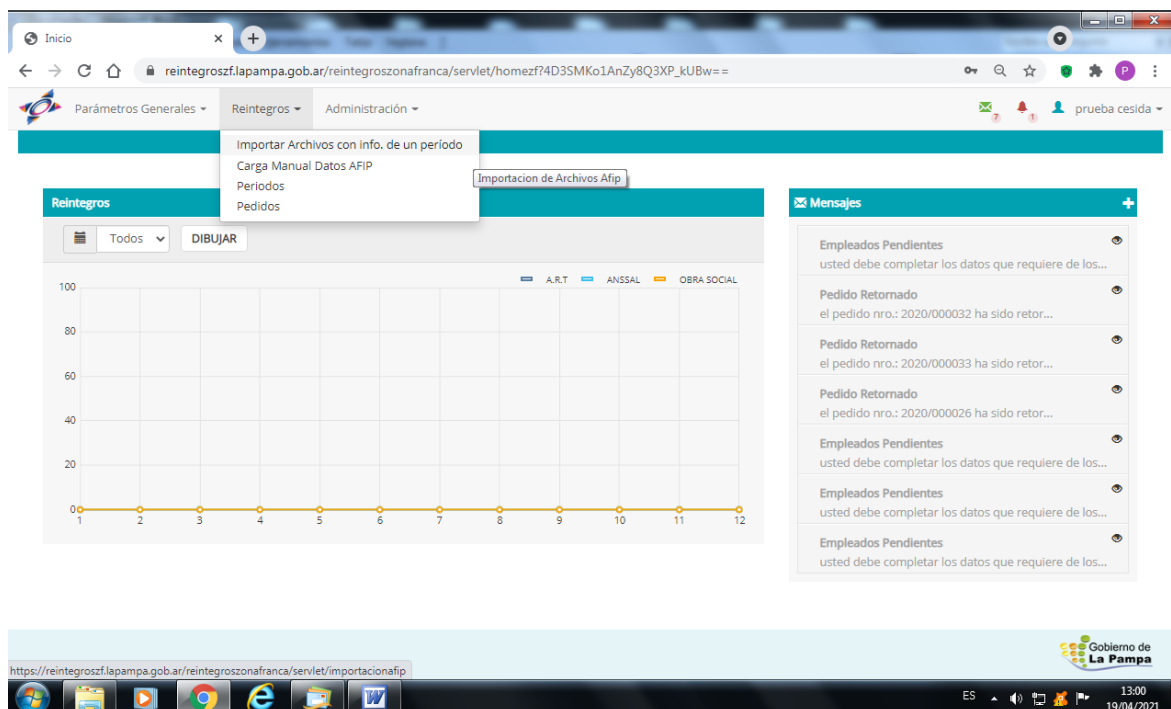 Inicio
reintegroszf.lapampa.gob.ar/reintegroszonafranca/servlet/homezf?4D3SMKo1AnZy8Q3XP_kUBw==
P
Parámetros Generales
Reintegros
Administración
7
1
prueba cesida
Importar Archivos con info. de un período
Carga Manual Datos AFIP
Periodos
Pedidos
Importacion de Archivos Afip
Reintegros
Todos
DIBUJAR
A.R.T
ANSSAL
OBRA SOCIAL
100
80
60
40
20
0
1 2 3 4 5 6 7 8 9 10 11 12
Mensajes
Empleados Pendientes
usted debe completar los datos que requiere de los...
Pedido Retornado
el pedido nro.: 2020/000032 ha sido retor...
Pedido Retornado
el pedido nro.: 2020/000033 ha sido retor...
Pedido Retornado
el pedido nro.: 2020/000026 ha sido retor...
Empleados Pendientes
usted debe completar los datos que requiere de los...
Empleados Pendientes
usted debe completar los datos que requiere de los...
Empleados Pendientes
usted debe completar los datos que requiere de los...
Gobierno de
La Pampa
https://reintegroszf.lapampa.gob.ar/reintegroszonafranca/servlet/importacionafip
W
ES
13:00
19/04/2021